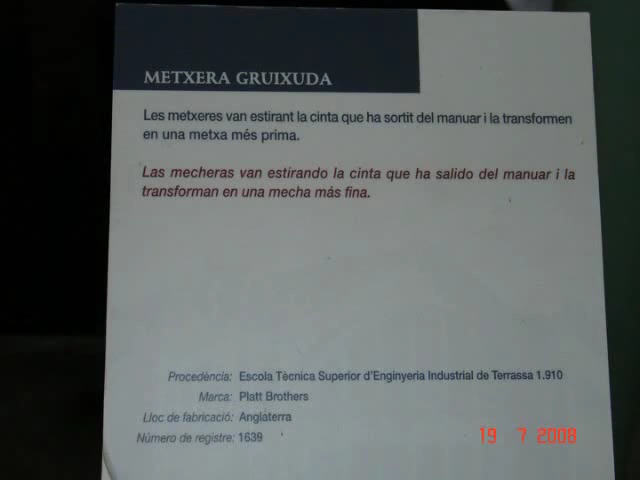 METXERA GRUIXUDA
Les metxeres van estirant la cinta que ha sortit del manuar i la transformen
en una metxa més prima.
Las mecheras van estirando la cinta que ha salido del manuar i la
transforman en una mecha más fina.
Procedència: Escola Tècnica Superior d'Enginyeria Industrial de Terrassa 1.910
Marca: Platt Brothers
Lloc de fabricació: Anglaterra
Número de registre: 1639
19 7 2008